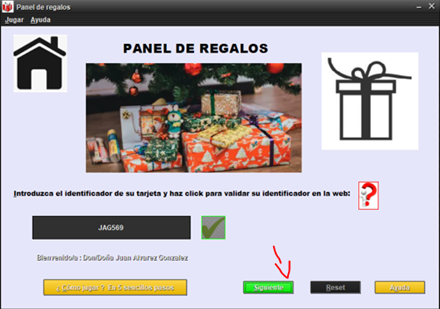 Panel de regalos
Jugar Ayuda
PANEL DE REGALOS
Introduzca el identificador de su tarjeta y haz click para validar su identificador en la web:
JAG569
Bienvenido/a : Don/Doña Juan Alvarez Gonzalez
¿ Cómo jugar ? En 5 sencillos pasos
Siguiente Reset Ayuda